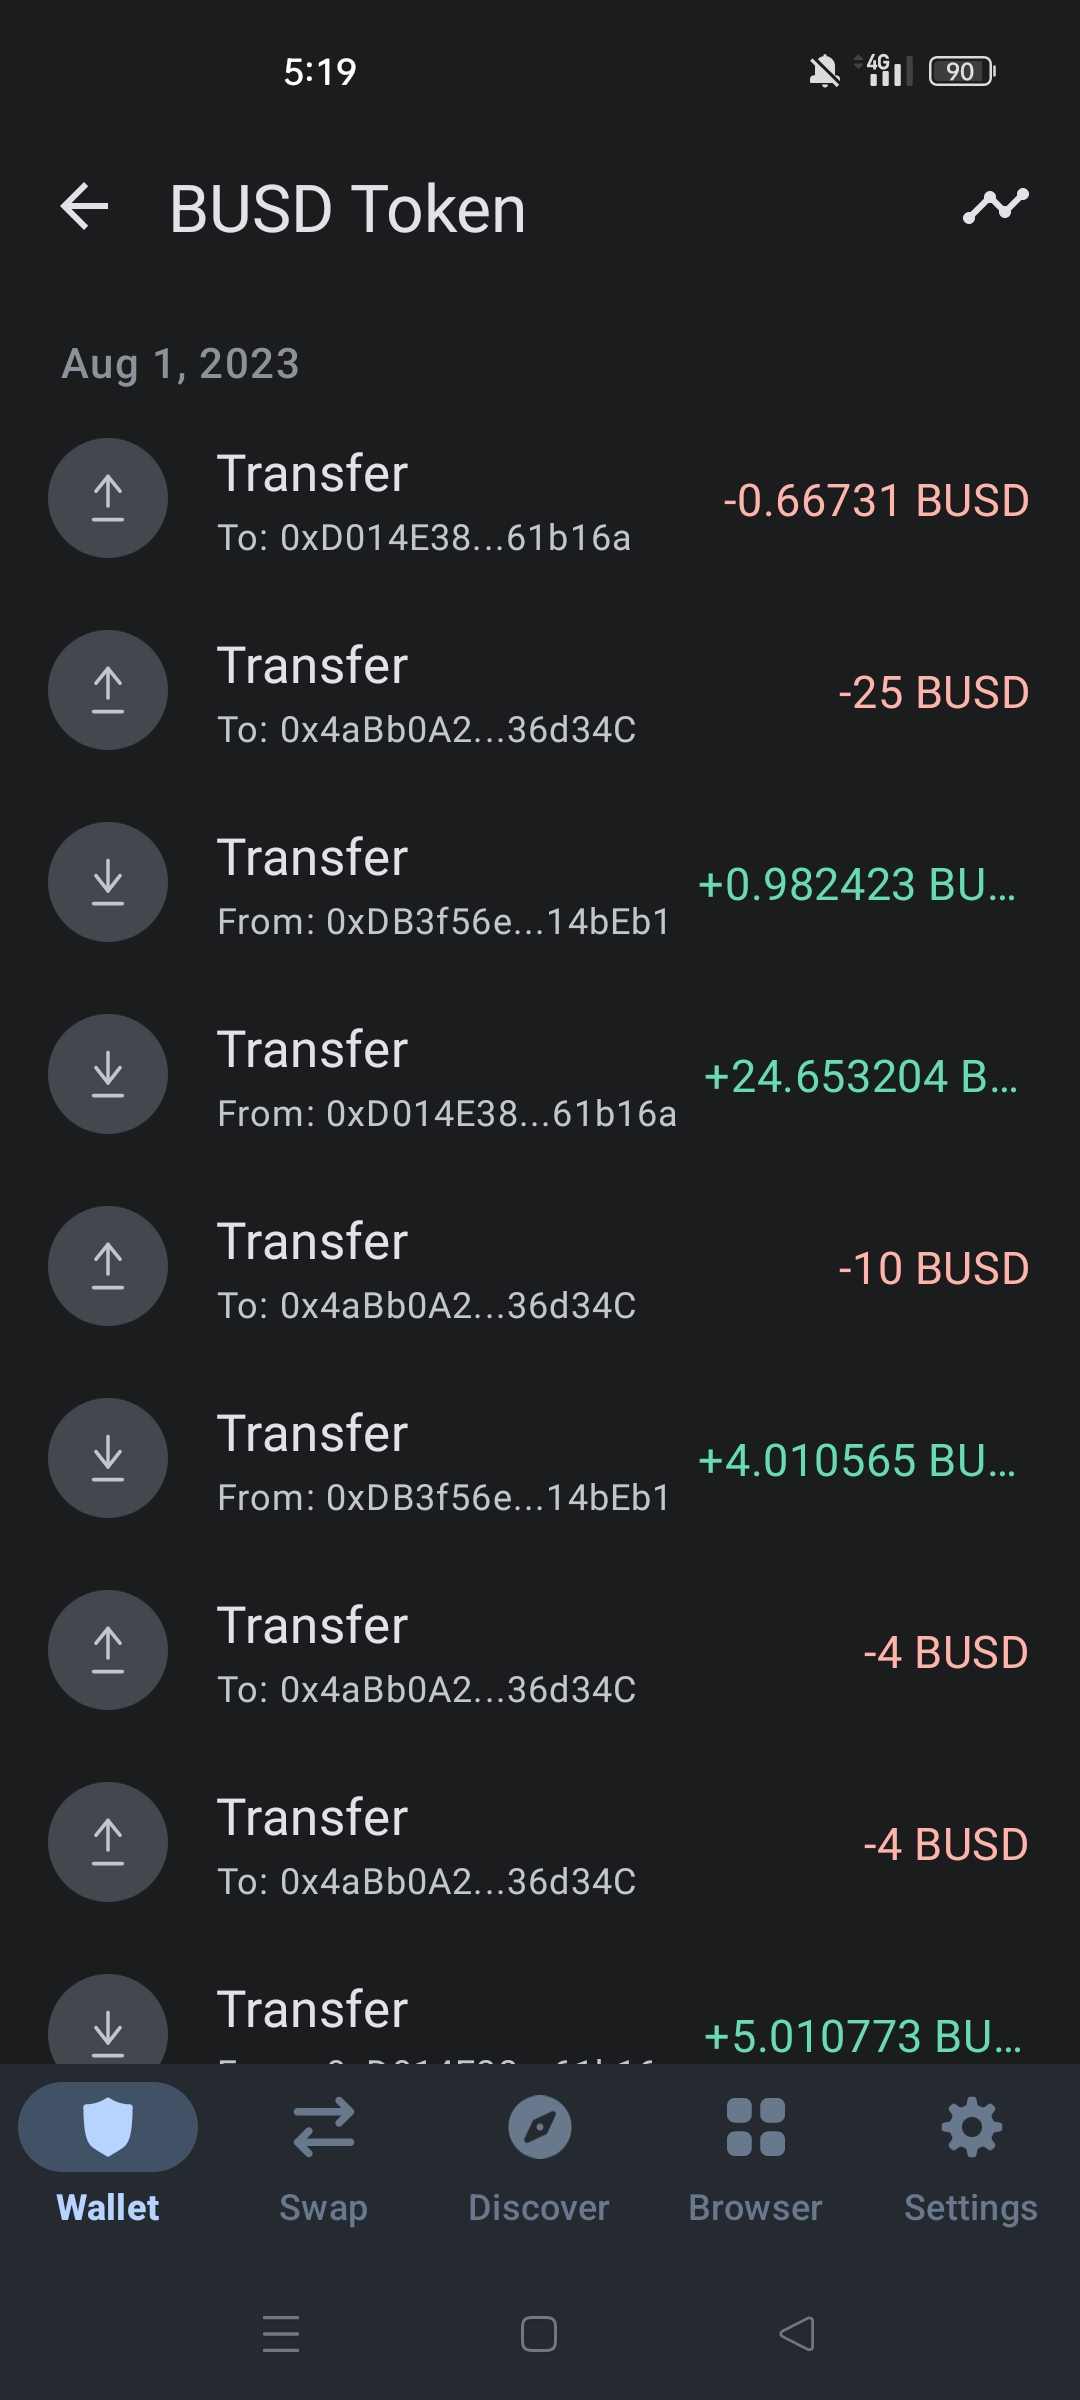 5:19
4G
90
BUSD Token
Aug 1, 2023
Transfer
-0.66731 BUSD
To: 0xD014E38...61b16a
Transfer
-25 BUSD
To: 0x4aBb0A2...36d34C
Transfer
+0.982423 BU...
From: 0xDB3f56e...14bEb1
Transfer
+24.653204 B...
From: 0xD014E38...61b16a
Transfer
-10 BUSD
To: 0x4aBb0A2...36d34C
Transfer
+4.010565 BU...
From: 0xDB3f56e...14bEb1
Transfer
-4 BUSD
To: 0x4aBb0A2...36d34C
Transfer
-4 BUSD
To: 0x4aBb0A2...36d34C
Transfer
+5.010773 BU...
Wallet
Swap
Discover
Browser
Settings